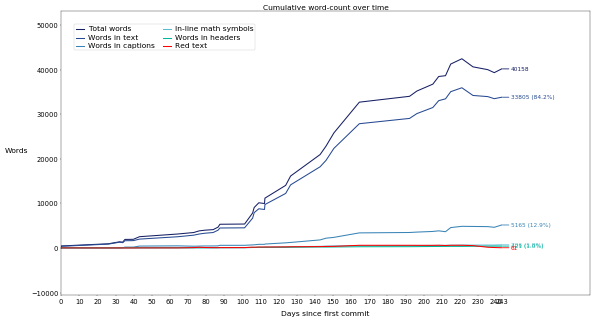 Cumulative word-count over time
Total words
Words in text
Words in captions
In-line math symbols
Words in headers
Red text
50000
40000
30000
20000
10000
0
−10000
Words
40158
33805 (84.2%)
5165 (12.9%)
0 10 20 30 40 50 60 70 80 90 100 110 120 130 140 150 160 170 180 190 200 210 220 230 240 243
Days since first commit